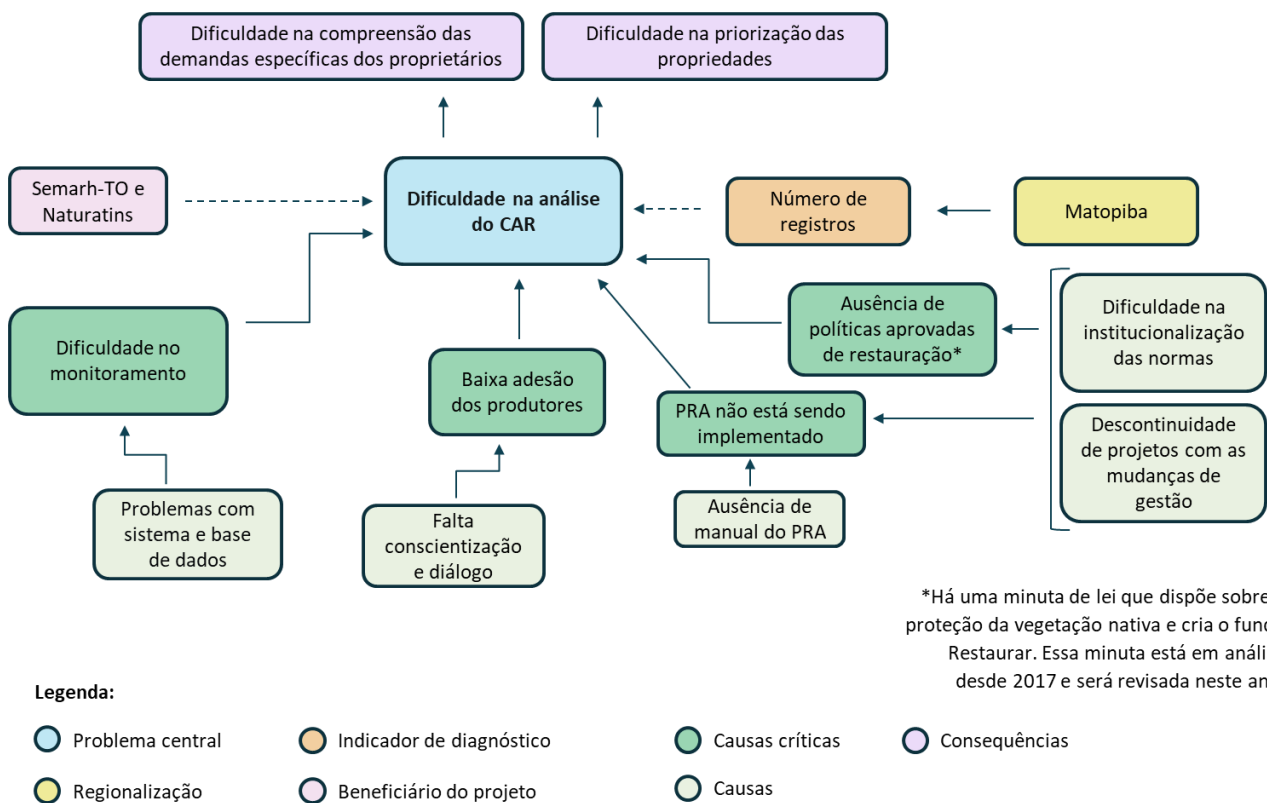 Dificuldade na compreensão das
demandas específicas dos proprietários
Dificuldade na priorização das
propriedades
Semarh-TO e
Naturatins
Dificuldade na análise
do CAR
Número de
registros
Matopiba
Dificuldade no
monitoramento
Baixa adesão
dos produtores
Ausência de
políticas aprovadas
de restauração*
PRA não está sendo
implementado
Dificuldade na
institucionalização
das normas
Descontinuidade
de projetos com as
mudanças de
gestão
Problemas com
sistema e base
de dados
Falta
conscientização
e diálogo
Ausência de
manual do PRA
*Há uma minuta de lei que dispõe sobre
proteção da vegetação nativa e cria o fund
Restaurar. Essa minuta está em anális
desde 2017 e será revisada neste an
Legenda:
Problema central
Indicador de diagnóstico
Causas críticas
Consequências
Regionalização
Beneficiário do projeto
Causas